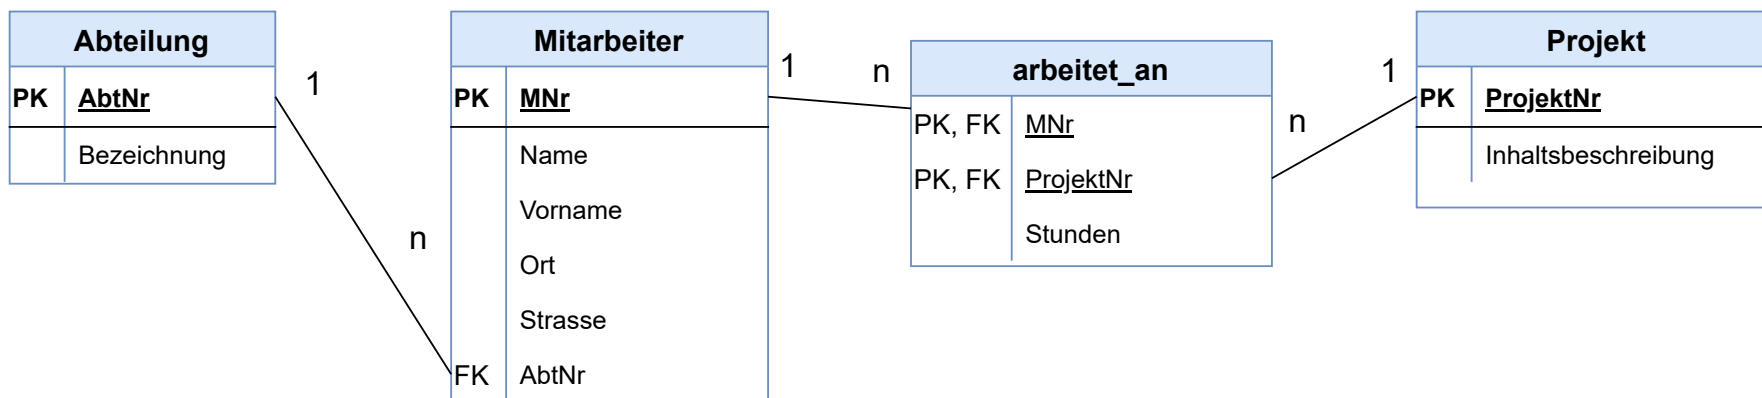 Abteilung
PK AbtNr
Bezeichnung
1
n
Mitarbeiter
PK MNr
Name
Vorname
Ort
Strasse
FK AbtNr
1
n
arbeitet_an
PK, FK MNr
PK, FK ProjektNr
Stunden
1
n
Projekt
PK ProjektNr
Inhaltsbeschreibung